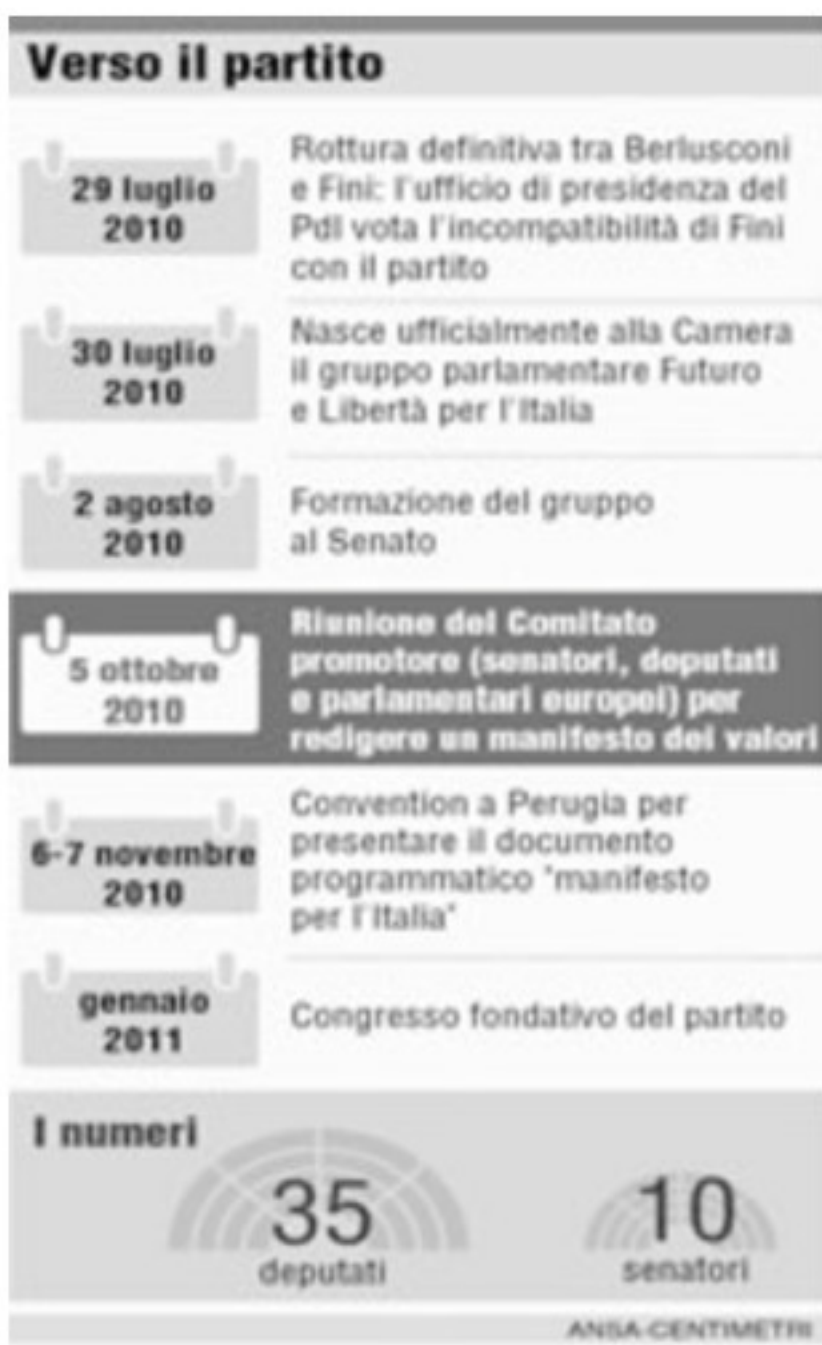 Verso il partito
29 luglio
2010
Rottura definitiva tra Berlusconi
e Fini: l'ufficio di presidenza del
Pdl vota l'incompatibilità di Fini
con il partito
30 luglio
2010
Nasce ufficialmente alla Camera
il gruppo parlamentare Futuro
e Libertà per l'Italia
2 agosto
2010
Formazione del gruppo
al Senato
5 ottobre
2010
Riunione del Comitato
promotore (senatori, deputati
e parlamentari europei) per
redigere un manifesto dei valori
6-7 novembre
2010
Convention a Perugia per
presentare il documento
programmatico "manifesto
per l'Italia"
gennaio
2011
Congresso fondativo del partito
I numeri
35
deputati
10
senatori
ANSA-CENTIMETRI